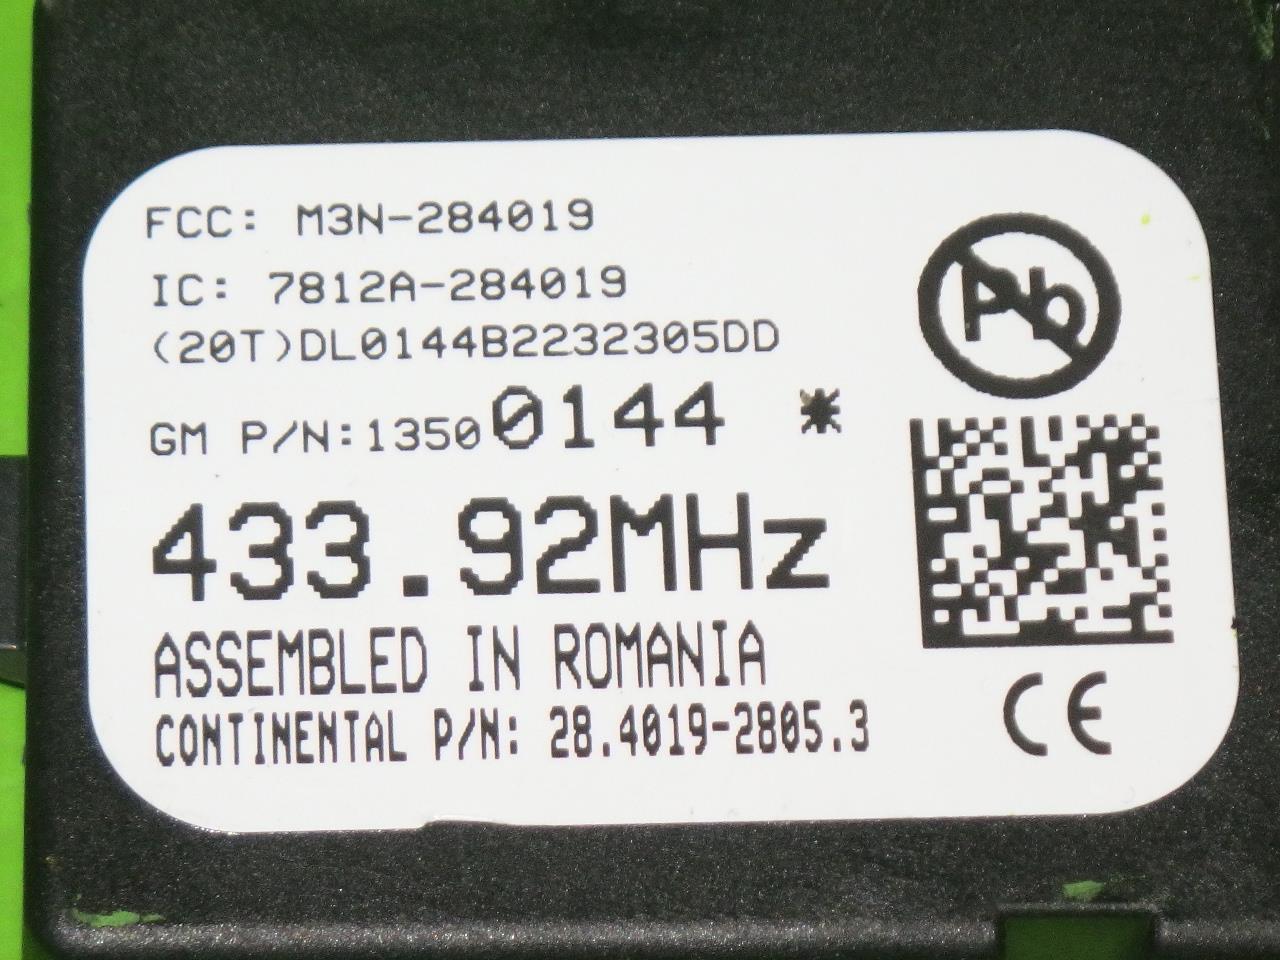 FCC: M3N-284019
IC: 7812A-284019
(20T)DL0144B2232305DD
GM P/N:13500144 *
433.92MHz
ASSEMBLED IN ROMANIA
CONTINENTAL P/N: 28.4019-2805.3
Pb
CE